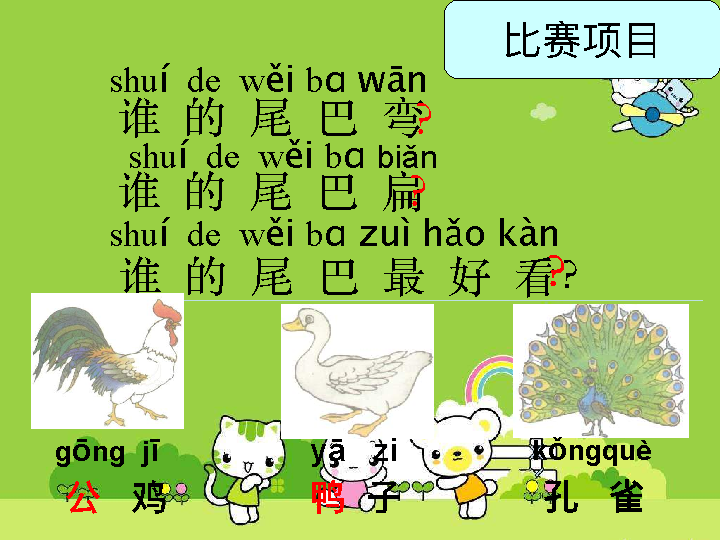 比赛项目
shuí de wěi bɑ wān
谁 的 尾 巴 弯?
shuí de wěi bɑ biǎn
谁 的 尾 巴 扁?
shuí de wěi bɑ zuì hǎo kàn
谁 的 尾 巴 最 好 看??
gōng jī yā zi kǒngquè
公 鸡 鸭 子 孔 雀